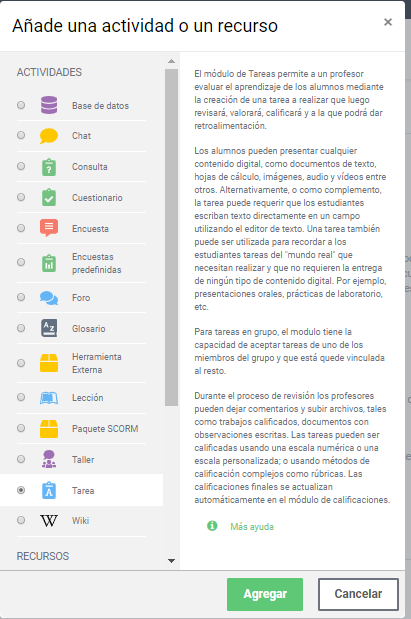 Añade una actividad o un recurso
×
ACTIVIDADES
Base de datos
Chat
Consulta
Cuestionario
Encuesta
Encuestas
predefinidas
Foro
Glosario
Herramienta
Externa
Lección
Paquete SCORM
Taller
Tarea
Wiki
RECURSOS
El módulo de Tareas permite a un profesor
evaluar el aprendizaje de los alumnos mediante
la creación de una tarea a realizar que luego
revisará, valorará, calificará y a la que podrá dar
retroalimentación.
Los alumnos pueden presentar cualquier
contenido digital, como documentos de texto,
hojas de cálculo, imágenes, audio y vídeos entre
otros. Alternativamente, o como complemento,
la tarea puede requerir que los estudiantes
escriban texto directamente en un campo
utilizando el editor de texto. Una tarea también
puede ser utilizada para recordar a los
estudiantes tareas del "mundo real" que
necesitan realizar y que no requieren la entrega
de ningún tipo de contenido digital. Por ejemplo,
presentaciones orales, prácticas de laboratorio,
etc.
Para tareas en grupo, el modulo tiene la
capacidad de aceptar tareas de uno de los
miembros del grupo y que está quede vinculada
al resto.
Durante el proceso de revisión los profesores
pueden dejar comentarios y subir archivos, tales
como trabajos calificados, documentos con
observaciones escritas. Las tareas pueden ser
calificadas usando una escala numérica o una
escala personalizada; o usando métodos de
calificación complejos como rúbricas. Las
calificaciones finales se actualizan
automáticamente en el módulo de calificaciones.
Más ayuda
Agregar
Cancelar